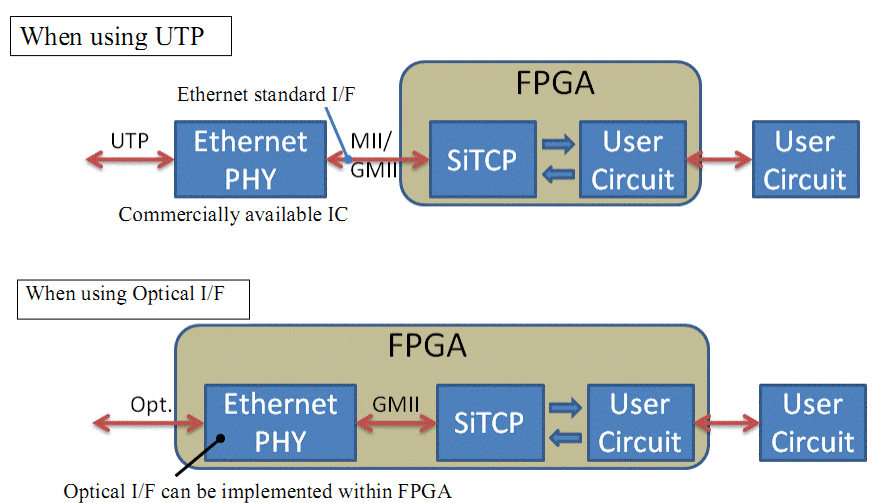 When using UTP
FPGA
Ethernet standard I/F
UTP
Ethernet
PHY
MII/
GMII
SiTCP
User
Circuit
User
Circuit
Commercially available IC
When using Optical I/F
FPGA
Opt.
Ethernet
PHY
GMII
SiTCP
User
Circuit
User
Circuit
Optical I/F can be implemented within FPGA